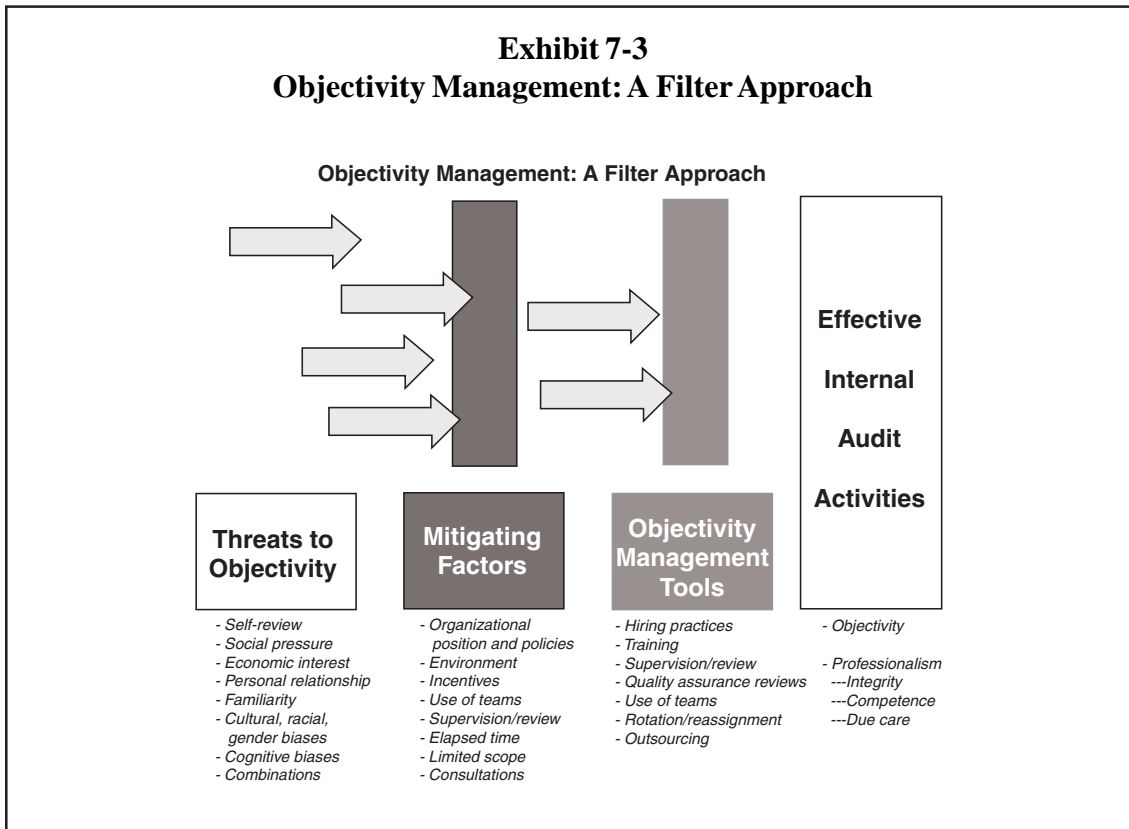 Exhibit 7-3
Objectivity Management: A Filter Approach
Objectivity Management: A Filter Approach
Effective
Internal
Audit
Activities
Threats to
Objectivity
- Self-review
- Social pressure
- Economic interest
- Personal relationship
- Familiarity
- Cultural, racial,
gender biases
- Cognitive biases
- Combinations
Mitigating
Factors
- Organizational
position and policies
- Environment
- Incentives
- Use of teams
- Supervision/review
- Elapsed time
- Limited scope
- Consultations
Objectivity
Management
Tools
- Hiring practices
- Training
- Supervision/review
- Quality assurance reviews
- Use of teams
- Rotation/reassignment
- Outsourcing
- Objectivity
- Professionalism
---Integrity
---Competence
---Due care